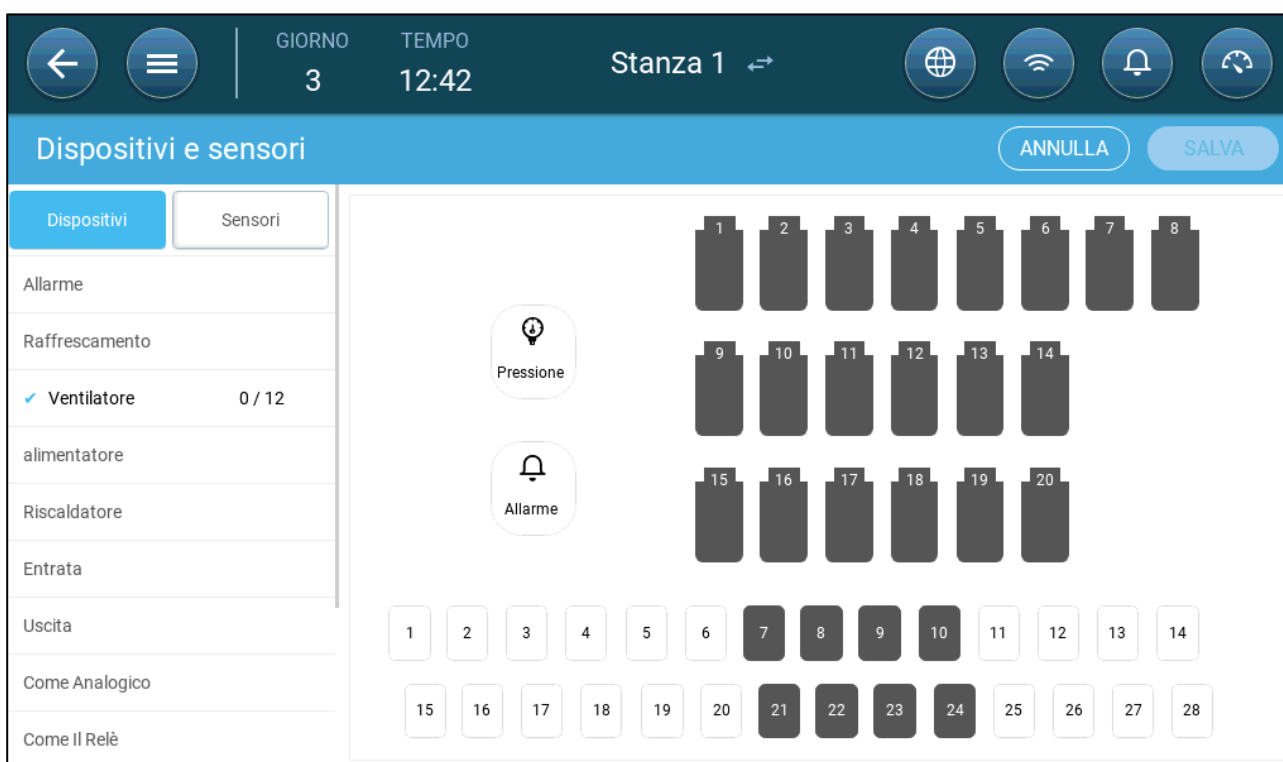 GIORNO TEMPO
3 12:42 Stanza 1
Dispositivi e sensori ANNULLA SALVA
Dispositivi Sensori
Allarme
Raffrescamento
Ventilatore 0 / 12
alimentatore
Riscaldatore
Entrata
Uscita
Come Analogico
Come Il Relè
1 2 3 4 5 6 7 8
Pressione
9 10 11 12 13 14
Allarme
15 16 17 18 19 20
1 2 3 4 5 6 7 8 9 10 11 12 13 14
15 16 17 18 19 20 21 22 23 24 25 26 27 28